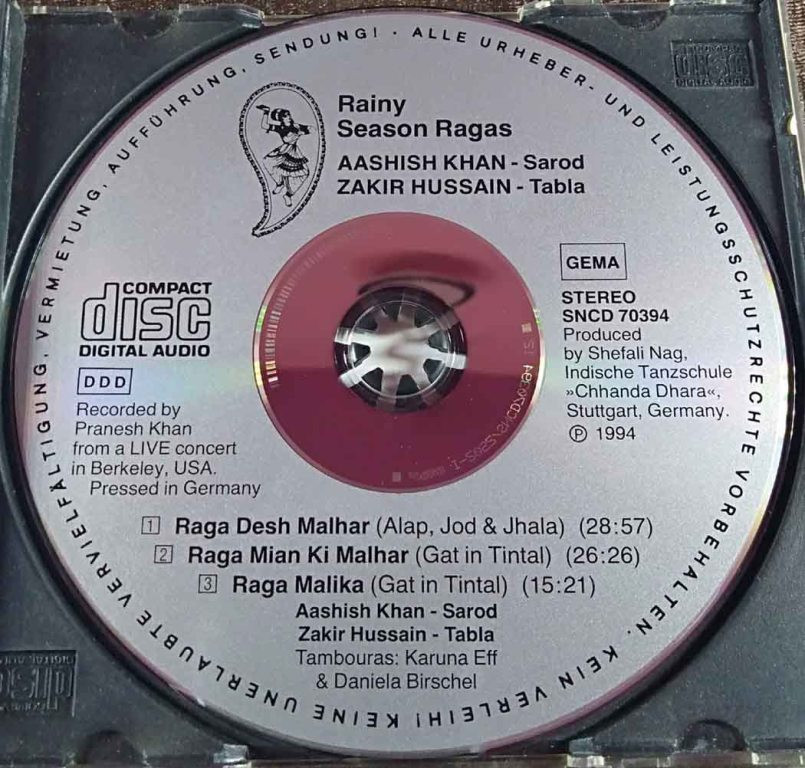 ALLE URHEBER- UND LEISTUNGSSCHUTZRECHTE VORBEHALTEN · KEIN VERLEIH! KEINE UNERLAUBTE VERVIELFÄLTIGUNG, VERMIETUNG, AUFFÜHRUNG, SENDUNG! ·
Rainy
Season Ragas
AASHISH KHAN - Sarod
ZAKIR HUSSAIN - Tabla
COMPACT
disc
DIGITAL AUDIO
DDD
Recorded by
Pranesh Khan
from a LIVE concert
in Berkeley, USA.
Pressed in Germany
GEMA
STEREO
SNCD 70394
Produced
by Shefali Nag,
Indische Tanzschule
»Chhanda Dhara«,
Stuttgart, Germany.
Ⓟ 1994
1 Raga Desh Malhar (Alap, Jod & Jhala) (28:57)
2 Raga Mian Ki Malhar (Gat in Tintal) (26:26)
3 Raga Malika (Gat in Tintal) (15:21)
Aashish Khan - Sarod
Zakir Hussain - Tabla
Tambouras: Karuna Eff
& Daniela Birschel